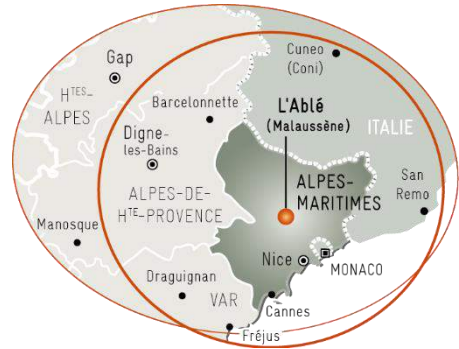 Gap
HTES-
ALPES
Cuneo
(Coni)
Barcelonnette
L'Ablé
(Malaussène)
ITALIE
Digne-
les-Bains
ALPES-DE-
HTE-PROVENCE
ALPES-
MARITIMES
San
Remo
Manosque
Nice
MONACO
Draguignan
VAR
Cannes
Fréjus